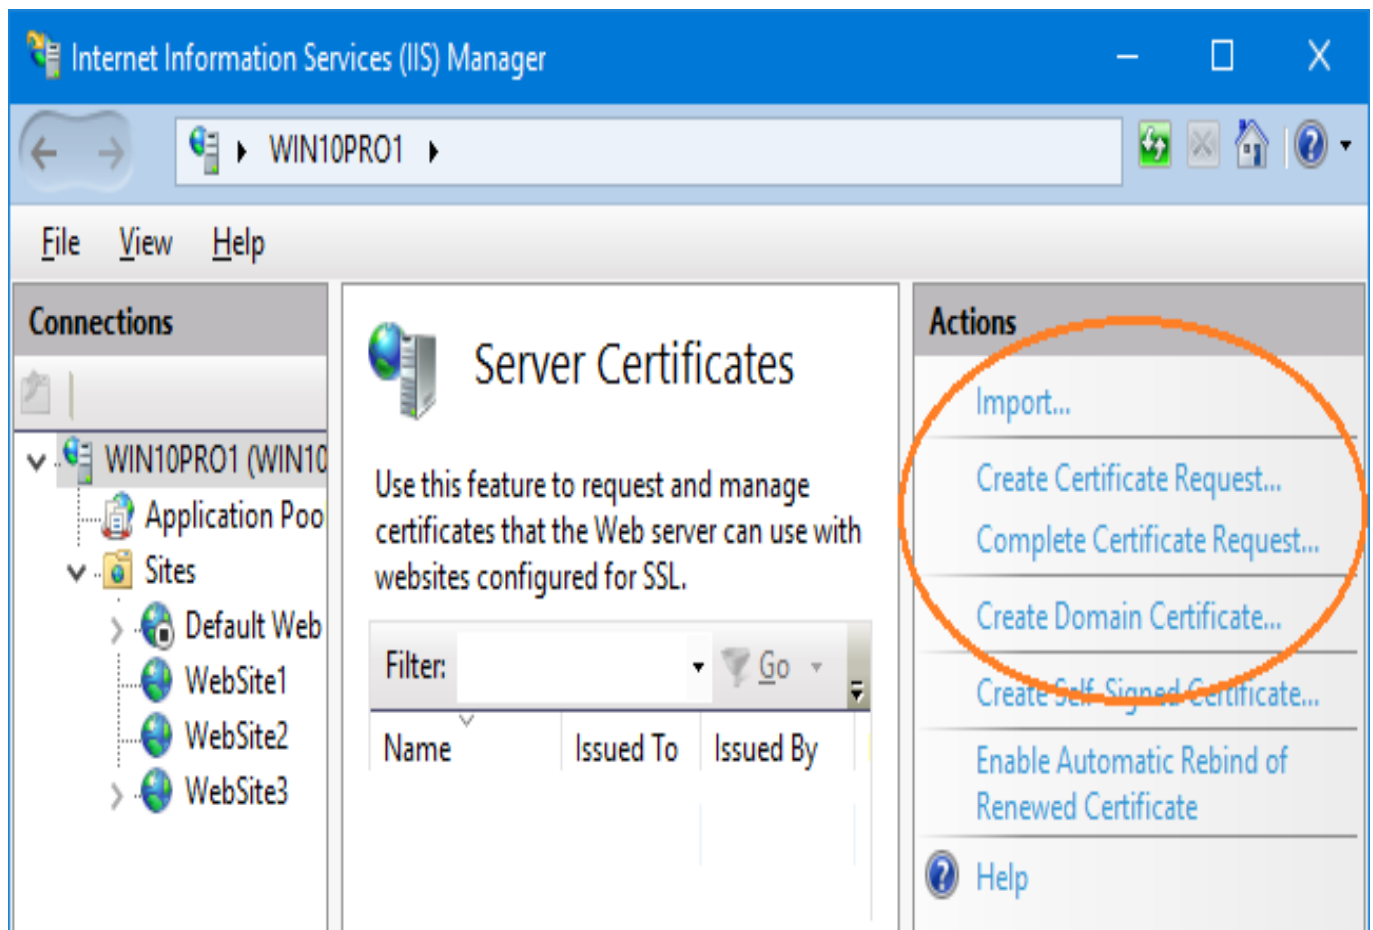 Internet Information Services (IIS) Manager
WIN10PRO1
File View Help
Connections
WIN10PRO1 (WIN10
Application Poo
Sites
Default Web
WebSite1
WebSite2
WebSite3
Server Certificates
Use this feature to request and manage
certificates that the Web server can use with
websites configured for SSL.
Filter: Go
Name Issued To Issued By
Actions
Import...
Create Certificate Request...
Complete Certificate Request...
Create Domain Certificate...
Create Self-Signed Certificate...
Enable Automatic Rebind of
Renewed Certificate
Help